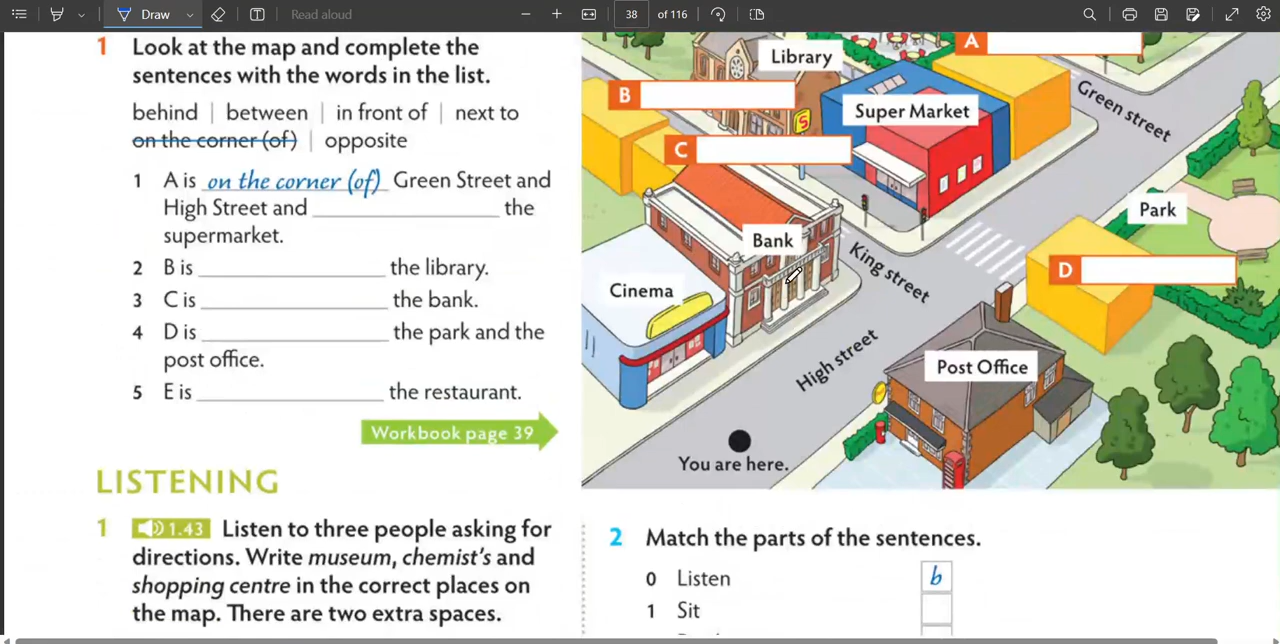 Draw
Read aloud
38
of 116
1 Look at the map and complete the
sentences with the words in the list.
behind | between | in front of | next to
on the corner (of) | opposite
1 A is on the corner (of) Green Street and
High Street and ____ the
supermarket.
2 B is ____ the library.
3 C is ____ the bank.
4 D is ____ the park and the
post office.
5 E is ____ the restaurant.
Workbook page 39
LISTENING
1 1.43 Listen to three people asking for
directions. Write museum, chemist's and
shopping centre in the correct places on
the map. There are two extra spaces.
A
Library
B
Super Market
Green street
C
Park
Bank
King street
D
Cinema
High street
Post Office
S
You are here.
2 Match the parts of the sentences.
0 Listen b
1 Sit